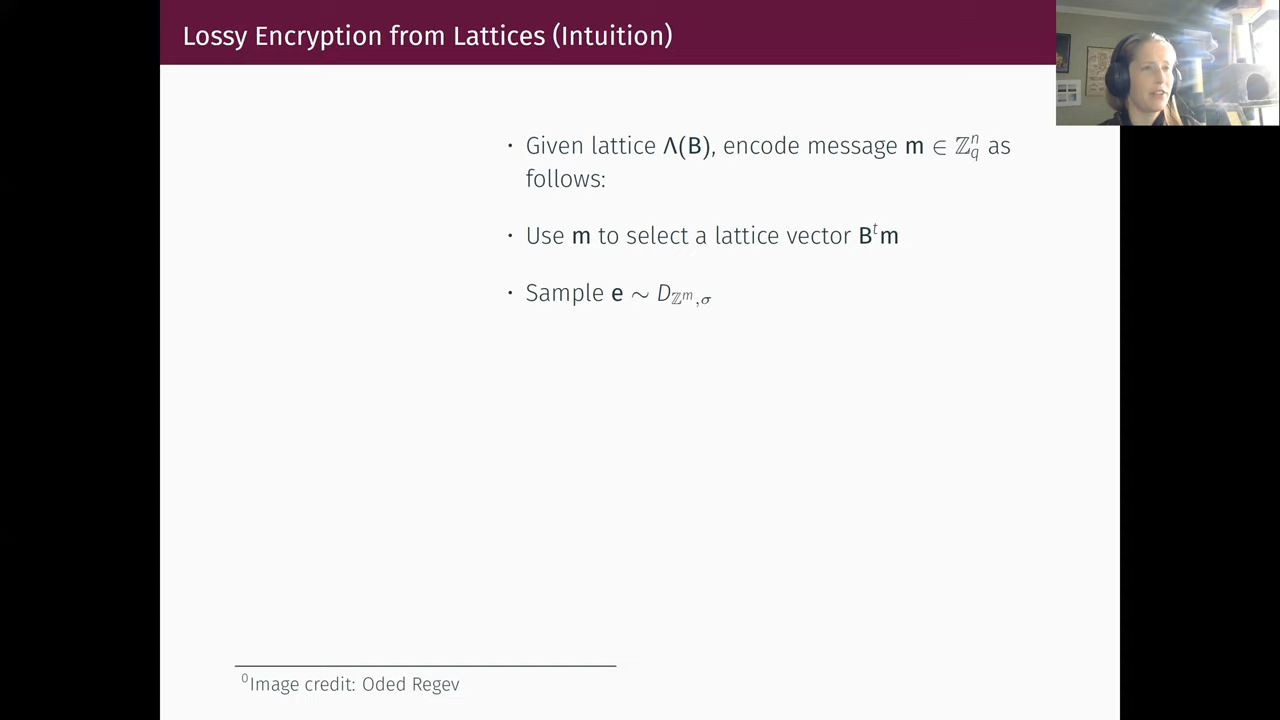 Lossy Encryption from Lattices (Intuition)
· Given lattice Λ(B), encode message m ∈ ℤ_q^n as
follows:
· Use m to select a lattice vector B^t m
· Sample e ∼ D_{ℤ^m,σ}
⁰Image credit: Oded Regev